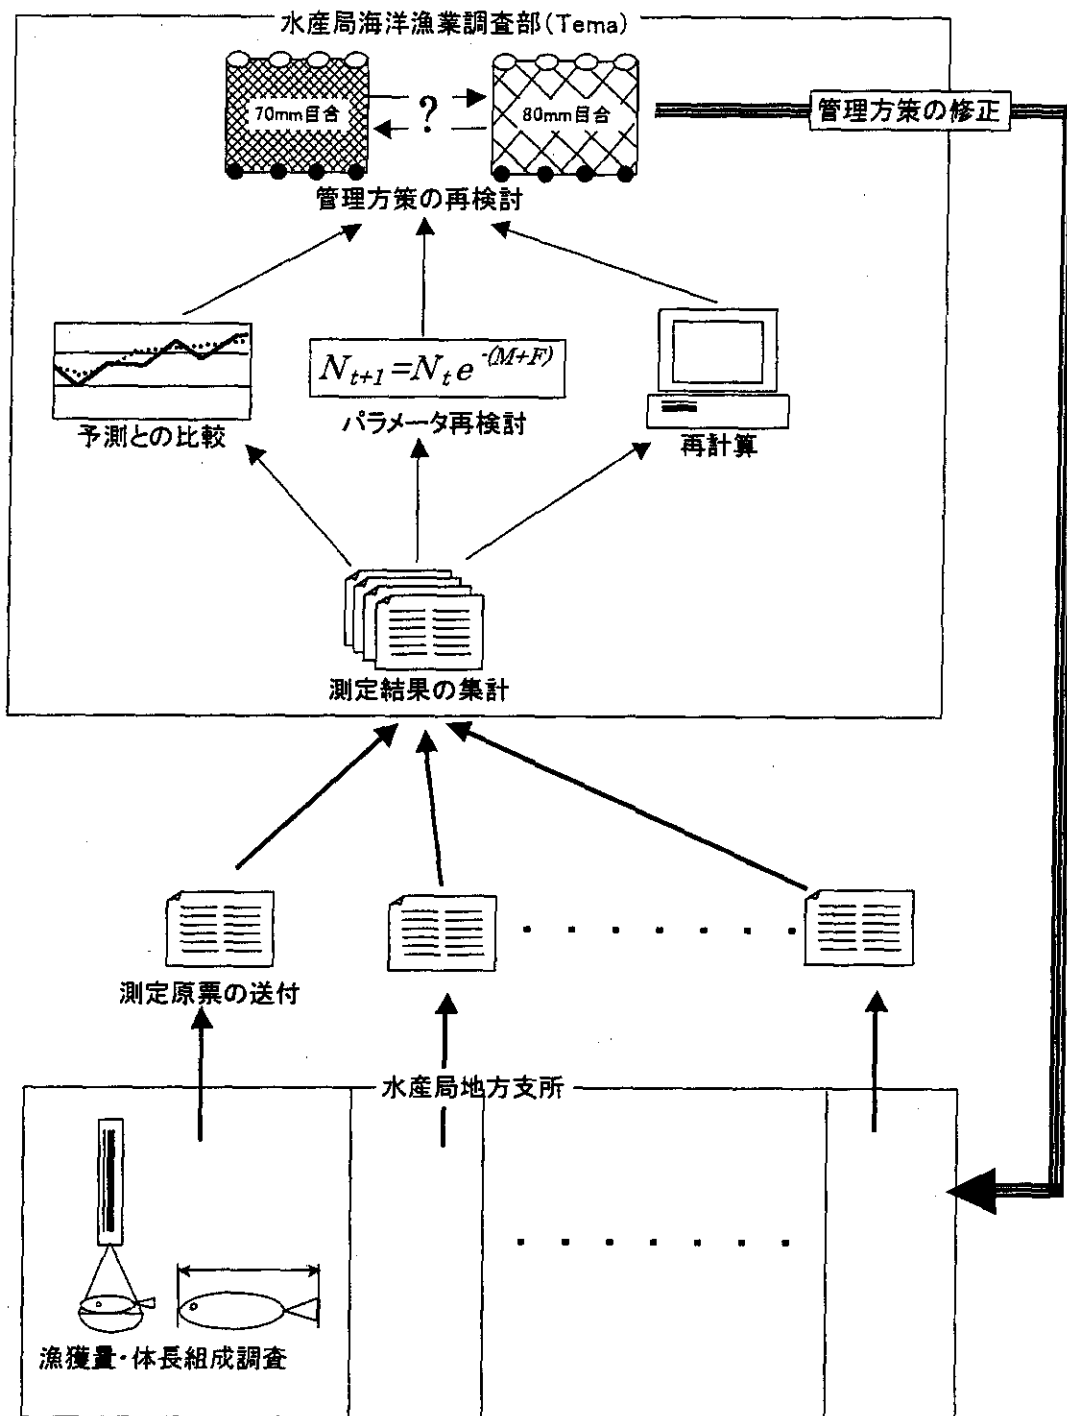 水産局海洋漁業調査部(Tema)
70mm目合
?
80mm目合
管理方策の修正
管理方策の再検討
N_{t+1}=N_t e^{-(M+F)}
予測との比較
パラメータ再検討
再計算
測定結果の集計
測定原票の送付
水産局地方支所
漁獲量・体長組成調査